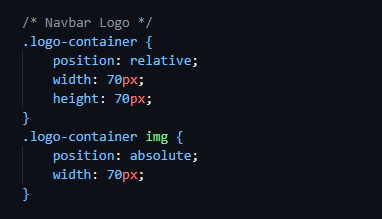 /* Navbar Logo */
.logo-container {
    position: relative;
    width: 70px;
    height: 70px;
}
.logo-container img {
    position: absolute;
    width: 70px;
}